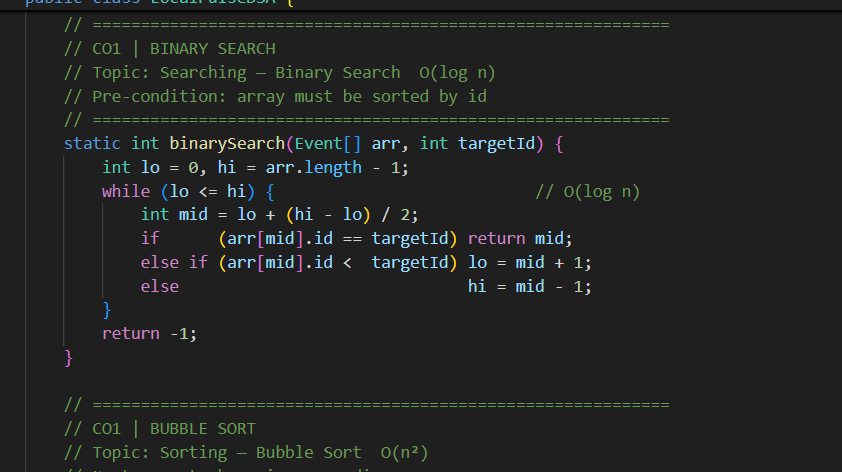 public class LocalPulseDSA {
// ===========================================================
// CO1 | BINARY SEARCH
// Topic: Searching — Binary Search  O(log n)
// Pre-condition: array must be sorted by id
// ===========================================================
static int binarySearch(Event[] arr, int targetId) {
int lo = 0, hi = arr.length - 1;
while (lo <= hi) {                           // O(log n)
int mid = lo + (hi - lo) / 2;
if      (arr[mid].id == targetId) return mid;
else if (arr[mid].id <  targetId) lo = mid + 1;
else                              hi = mid - 1;
}
return -1;
}
// ===========================================================
// CO1 | BUBBLE SORT
// Topic: Sorting — Bubble Sort  O(n²)